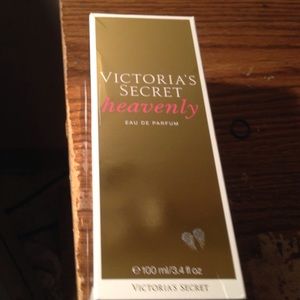 VICTORIA'S
SECRET
heavenly
EAU DE PARFUM
℮ 100 ml/3.4 fl oz
VICTORIA'S SECRET